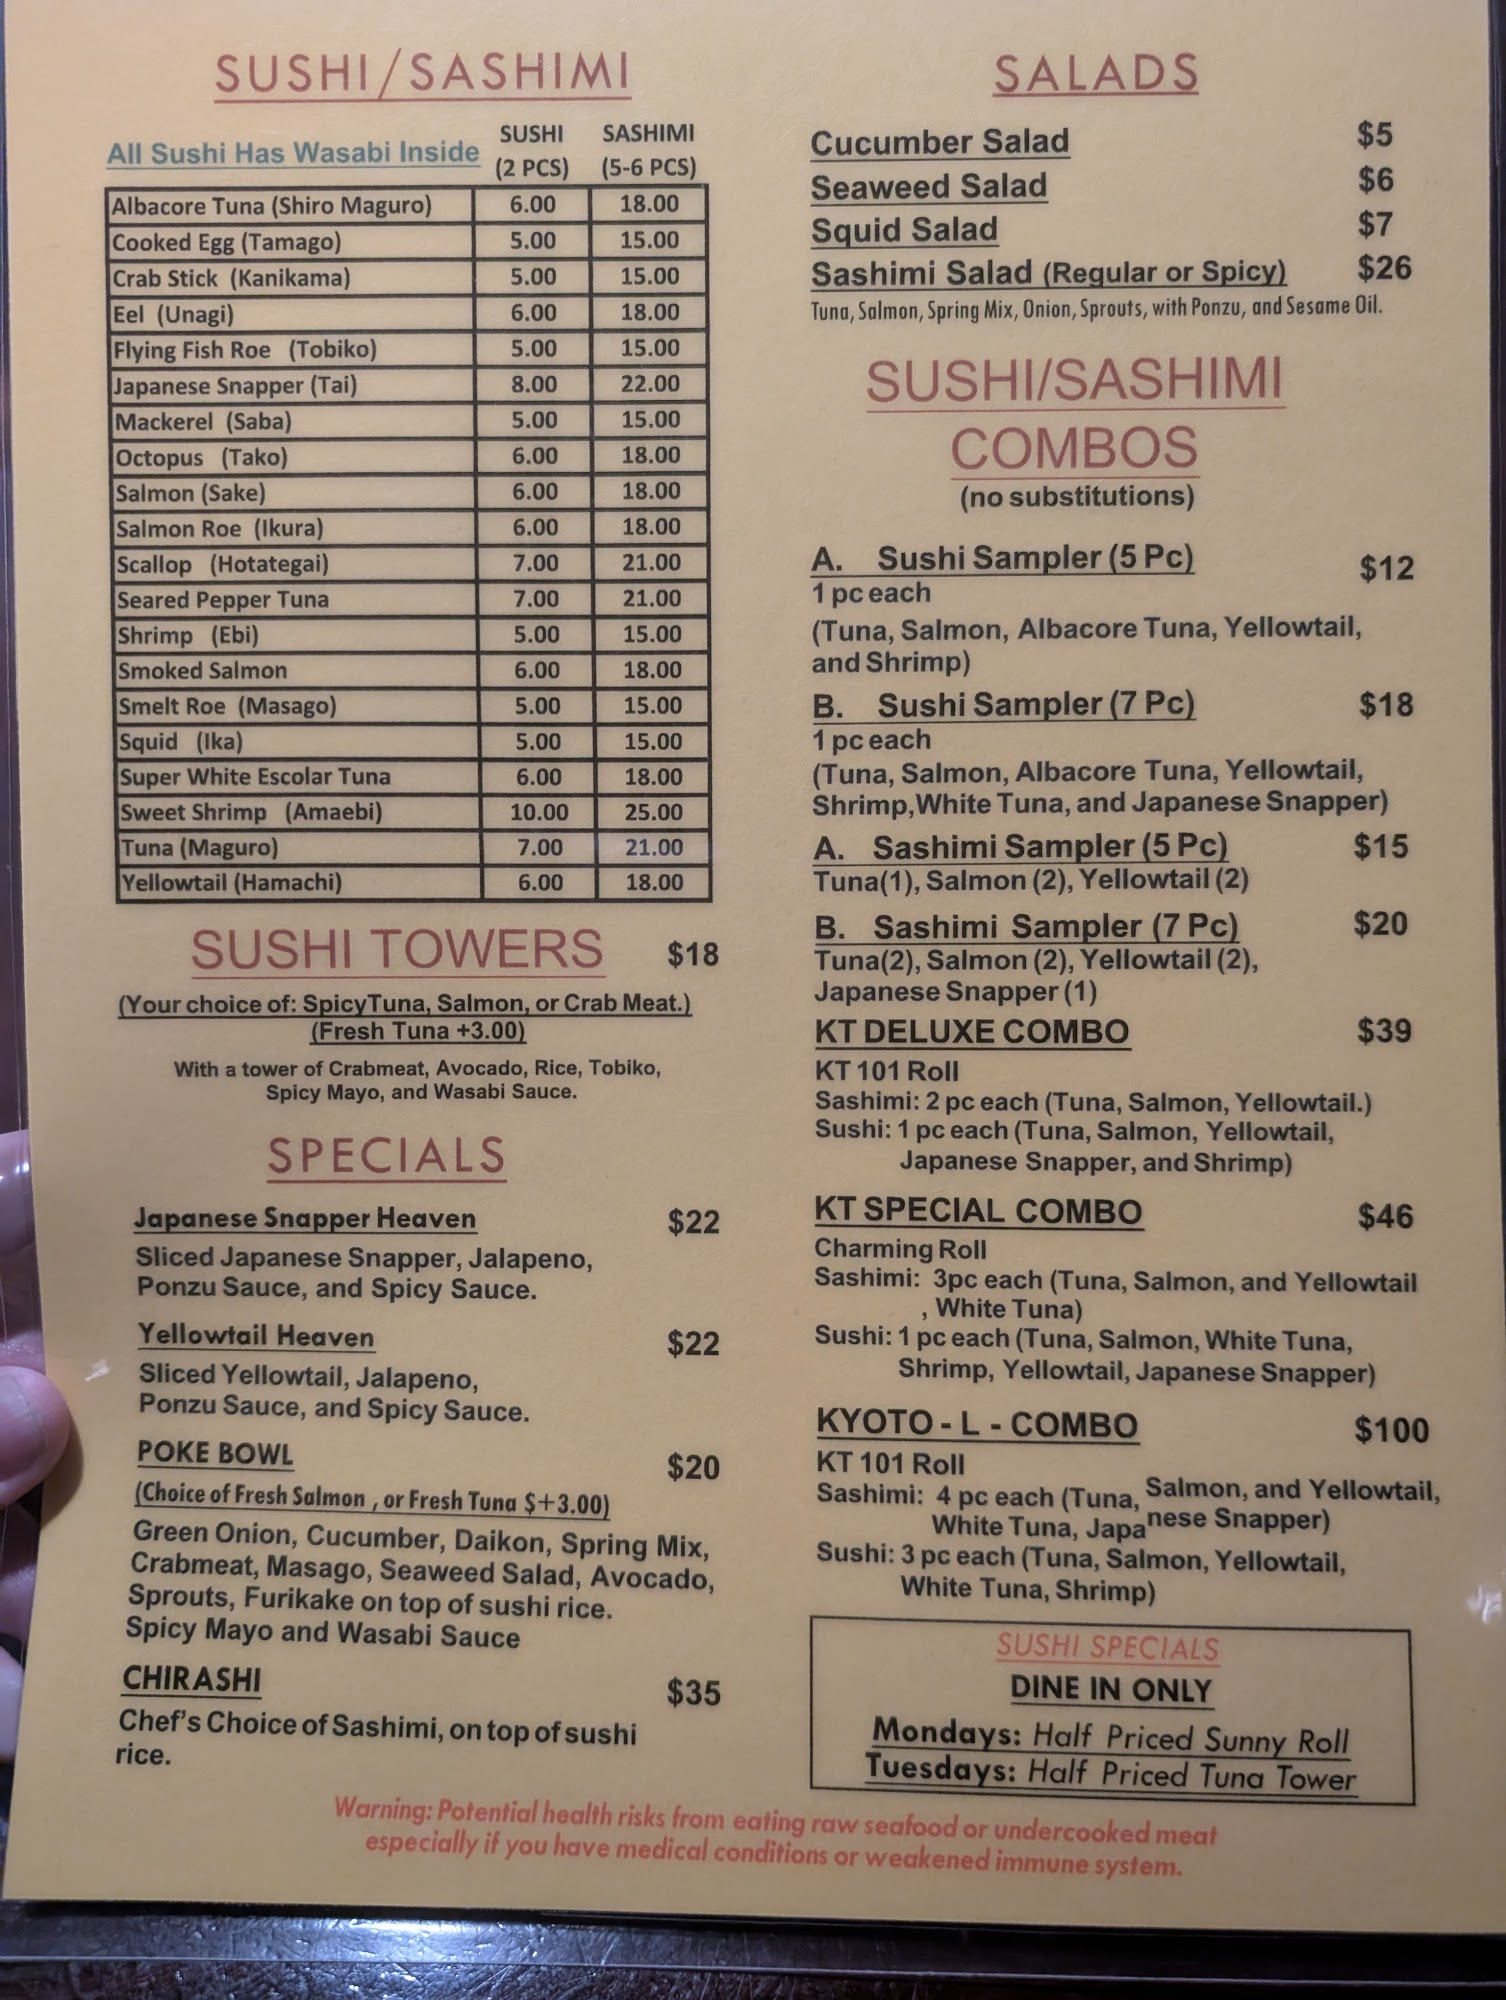 SUSHI/SASHIMI
All Sushi Has Wasabi Inside
SUSHI SASHIMI
(2 PCS) (5-6 PCS)
Albacore Tuna (Shiro Maguro) 6.00 18.00
Cooked Egg (Tamago) 5.00 15.00
Crab Stick (Kanikama) 5.00 15.00
Eel (Unagi) 6.00 18.00
Flying Fish Roe (Tobiko) 5.00 15.00
Japanese Snapper (Tai) 8.00 22.00
Mackerel (Saba) 5.00 15.00
Octopus (Tako) 6.00 18.00
Salmon (Sake) 6.00 18.00
Salmon Roe (Ikura) 6.00 18.00
Scallop (Hotategai) 7.00 21.00
Seared Pepper Tuna 7.00 21.00
Shrimp (Ebi) 5.00 15.00
Smoked Salmon 6.00 18.00
Smelt Roe (Masago) 5.00 15.00
Squid (Ika) 5.00 15.00
Super White Escolar Tuna 6.00 18.00
Sweet Shrimp (Amaebi) 10.00 25.00
Tuna (Maguro) 7.00 21.00
Yellowtail (Hamachi) 6.00 18.00
SUSHI TOWERS $18
(Your choice of: SpicyTuna, Salmon, or Crab Meat.)
(Fresh Tuna +3.00)
With a tower of Crabmeat, Avocado, Rice, Tobiko,
Spicy Mayo, and Wasabi Sauce.
SPECIALS
Japanese Snapper Heaven $22
Sliced Japanese Snapper, Jalapeno,
Ponzu Sauce, and Spicy Sauce.
Yellowtail Heaven $22
Sliced Yellowtail, Jalapeno,
Ponzu Sauce, and Spicy Sauce.
POKE BOWL $20
(Choice of Fresh Salmon , or Fresh Tuna $+3.00)
Green Onion, Cucumber, Daikon, Spring Mix,
Crabmeat, Masago, Seaweed Salad, Avocado,
Sprouts, Furikake on top of sushi rice.
Spicy Mayo and Wasabi Sauce
CHIRASHI $35
Chef's Choice of Sashimi, on top of sushi
rice.
SALADS
Cucumber Salad $5
Seaweed Salad $6
Squid Salad $7
Sashimi Salad (Regular or Spicy) $26
Tuna, Salmon, Spring Mix, Onion, Sprouts, with Ponzu, and Sesame Oil.
SUSHI/SASHIMI
COMBOS
(no substitutions)
A. Sushi Sampler (5 Pc) $12
1 pc each
(Tuna, Salmon, Albacore Tuna, Yellowtail,
and Shrimp)
B. Sushi Sampler (7 Pc) $18
1 pc each
(Tuna, Salmon, Albacore Tuna, Yellowtail,
Shrimp,White Tuna, and Japanese Snapper)
A. Sashimi Sampler (5 Pc) $15
Tuna(1), Salmon (2), Yellowtail (2)
B. Sashimi Sampler (7 Pc) $20
Tuna(2), Salmon (2), Yellowtail (2),
Japanese Snapper (1)
KT DELUXE COMBO $39
KT 101 Roll
Sashimi: 2 pc each (Tuna, Salmon, Yellowtail.)
Sushi: 1 pc each (Tuna, Salmon, Yellowtail,
Japanese Snapper, and Shrimp)
KT SPECIAL COMBO $46
Charming Roll
Sashimi: 3pc each (Tuna, Salmon, and Yellowtail
, White Tuna)
Sushi: 1 pc each (Tuna, Salmon, White Tuna,
Shrimp, Yellowtail, Japanese Snapper)
KYOTO - L - COMBO $100
KT 101 Roll
Sashimi: 4 pc each (Tuna, Salmon, and Yellowtail,
White Tuna, Japanese Snapper)
Sushi: 3 pc each (Tuna, Salmon, Yellowtail,
White Tuna, Shrimp)
SUSHI SPECIALS
DINE IN ONLY
Mondays: Half Priced Sunny Roll
Tuesdays: Half Priced Tuna Tower
Warning: Potential health risks from eating raw seafood or undercooked meat
especially if you have medical conditions or weakened immune system.